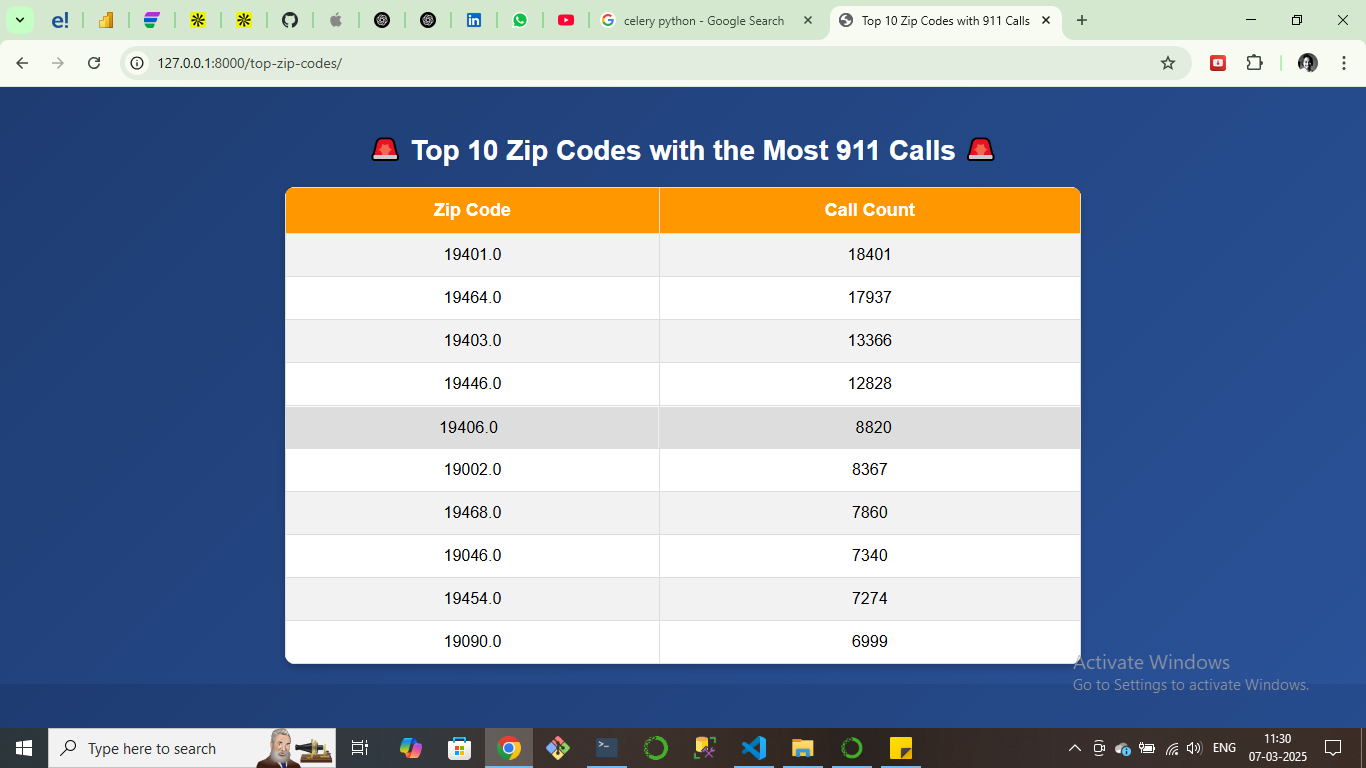 e!
celery python - Google Search
Top 10 Zip Codes with 911 Calls
127.0.0.1:8000/top-zip-codes/
🚨 Top 10 Zip Codes with the Most 911 Calls 🚨
Zip Code Call Count
19401.0 18401
19464.0 17937
19403.0 13366
19446.0 12828
19406.0 8820
19002.0 8367
19468.0 7860
19046.0 7340
19454.0 7274
19090.0 6999
Activate Windows
Go to Settings to activate Windows.
Type here to search
ENG
11:30
07-03-2025